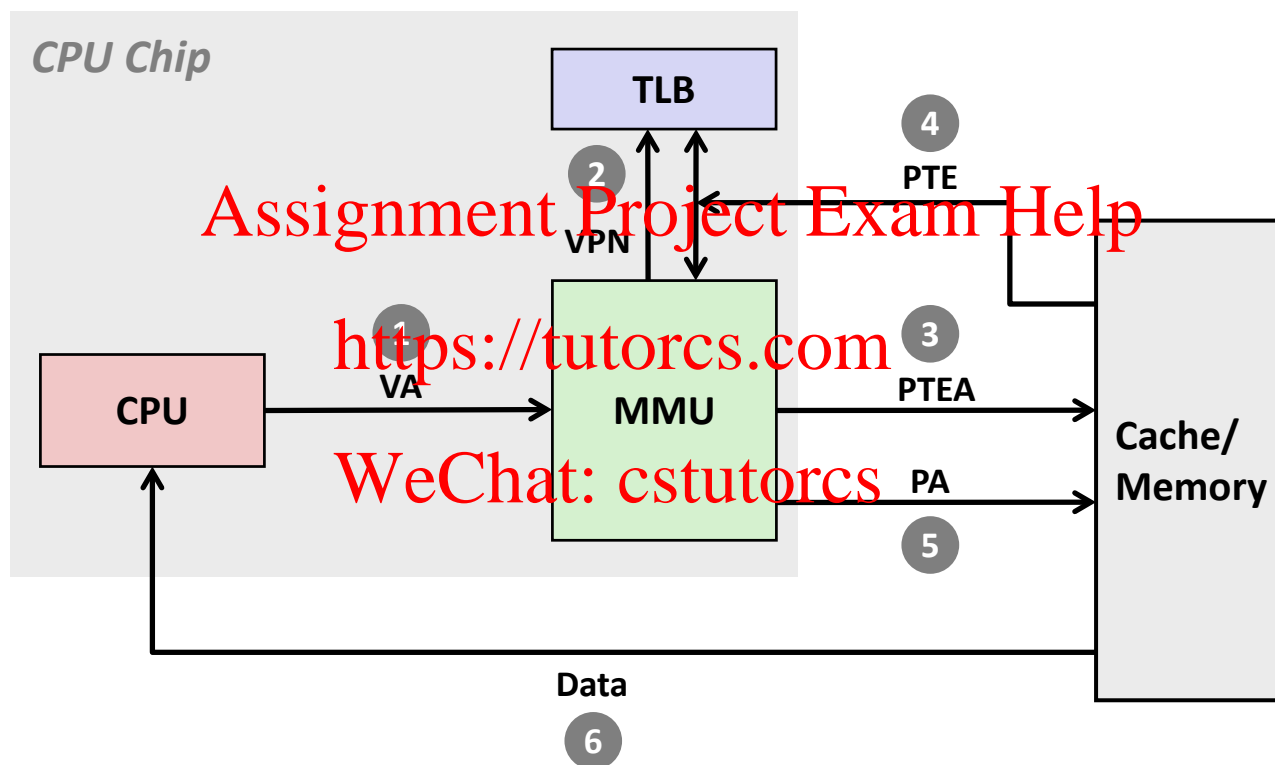 CPU Chip
TLB
4
2
PTE
Assignment Project Exam Help
VPN
1
3
https://tutorcs.com
VA
PTEA
CPU
MMU
Cache/
Memory
WeChat: cstutorcs
PA
5
Data
6